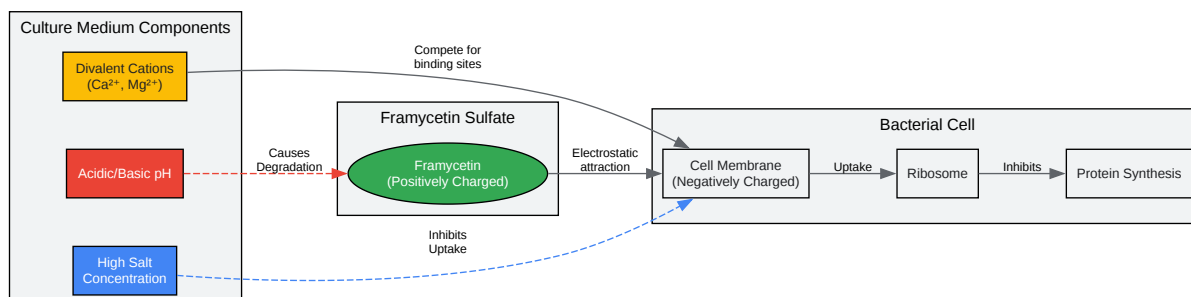 Culture Medium Components
Divalent Cations
(Ca²⁺, Mg²⁺)
Acidic/Basic pH
High Salt
Concentration
Compete for
binding sites
Causes
Degradation
Inhibits
Uptake
Framycetin Sulfate
Framycetin
(Positively Charged)
Electrostatic
attraction
Bacterial Cell
Cell Membrane
(Negatively Charged)
Uptake
Ribosome
Inhibits
Protein Synthesis